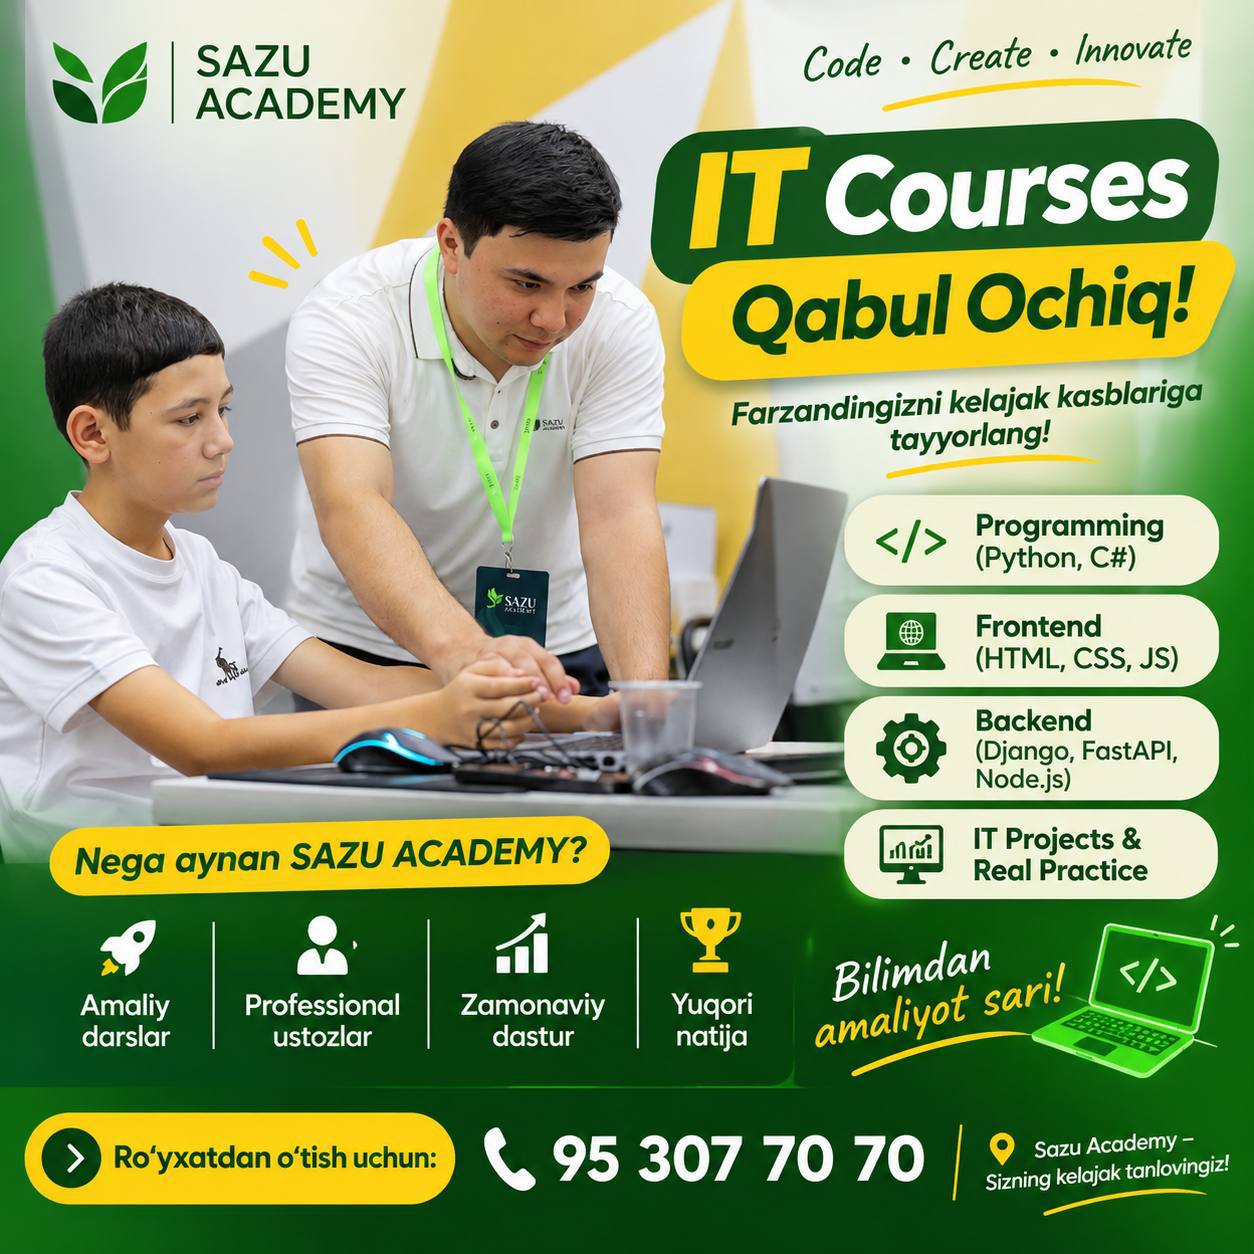 SAZU
ACADEMY
Code • Create • Innovate
IT Courses
Qabul Ochiq!
Farzandingizni kelajak kasblariga
tayyorlang!
</>
Programming
(Python, C#)
Frontend
(HTML, CSS, JS)
Backend
(Django, FastAPI,
Node.js)
IT Projects &
Real Practice
SAZU
SAZU
Nega aynan SAZU ACADEMY?
Amaliy
darslar
Professional
ustozlar
Zamonaviy
dastur
Yuqori
natija
Bilimdan
amaliyot sari!
</>
Ro‘yxatdan o‘tish uchun:
95 307 70 70
Sazu Academy –
Sizning kelajak tanlovingiz!